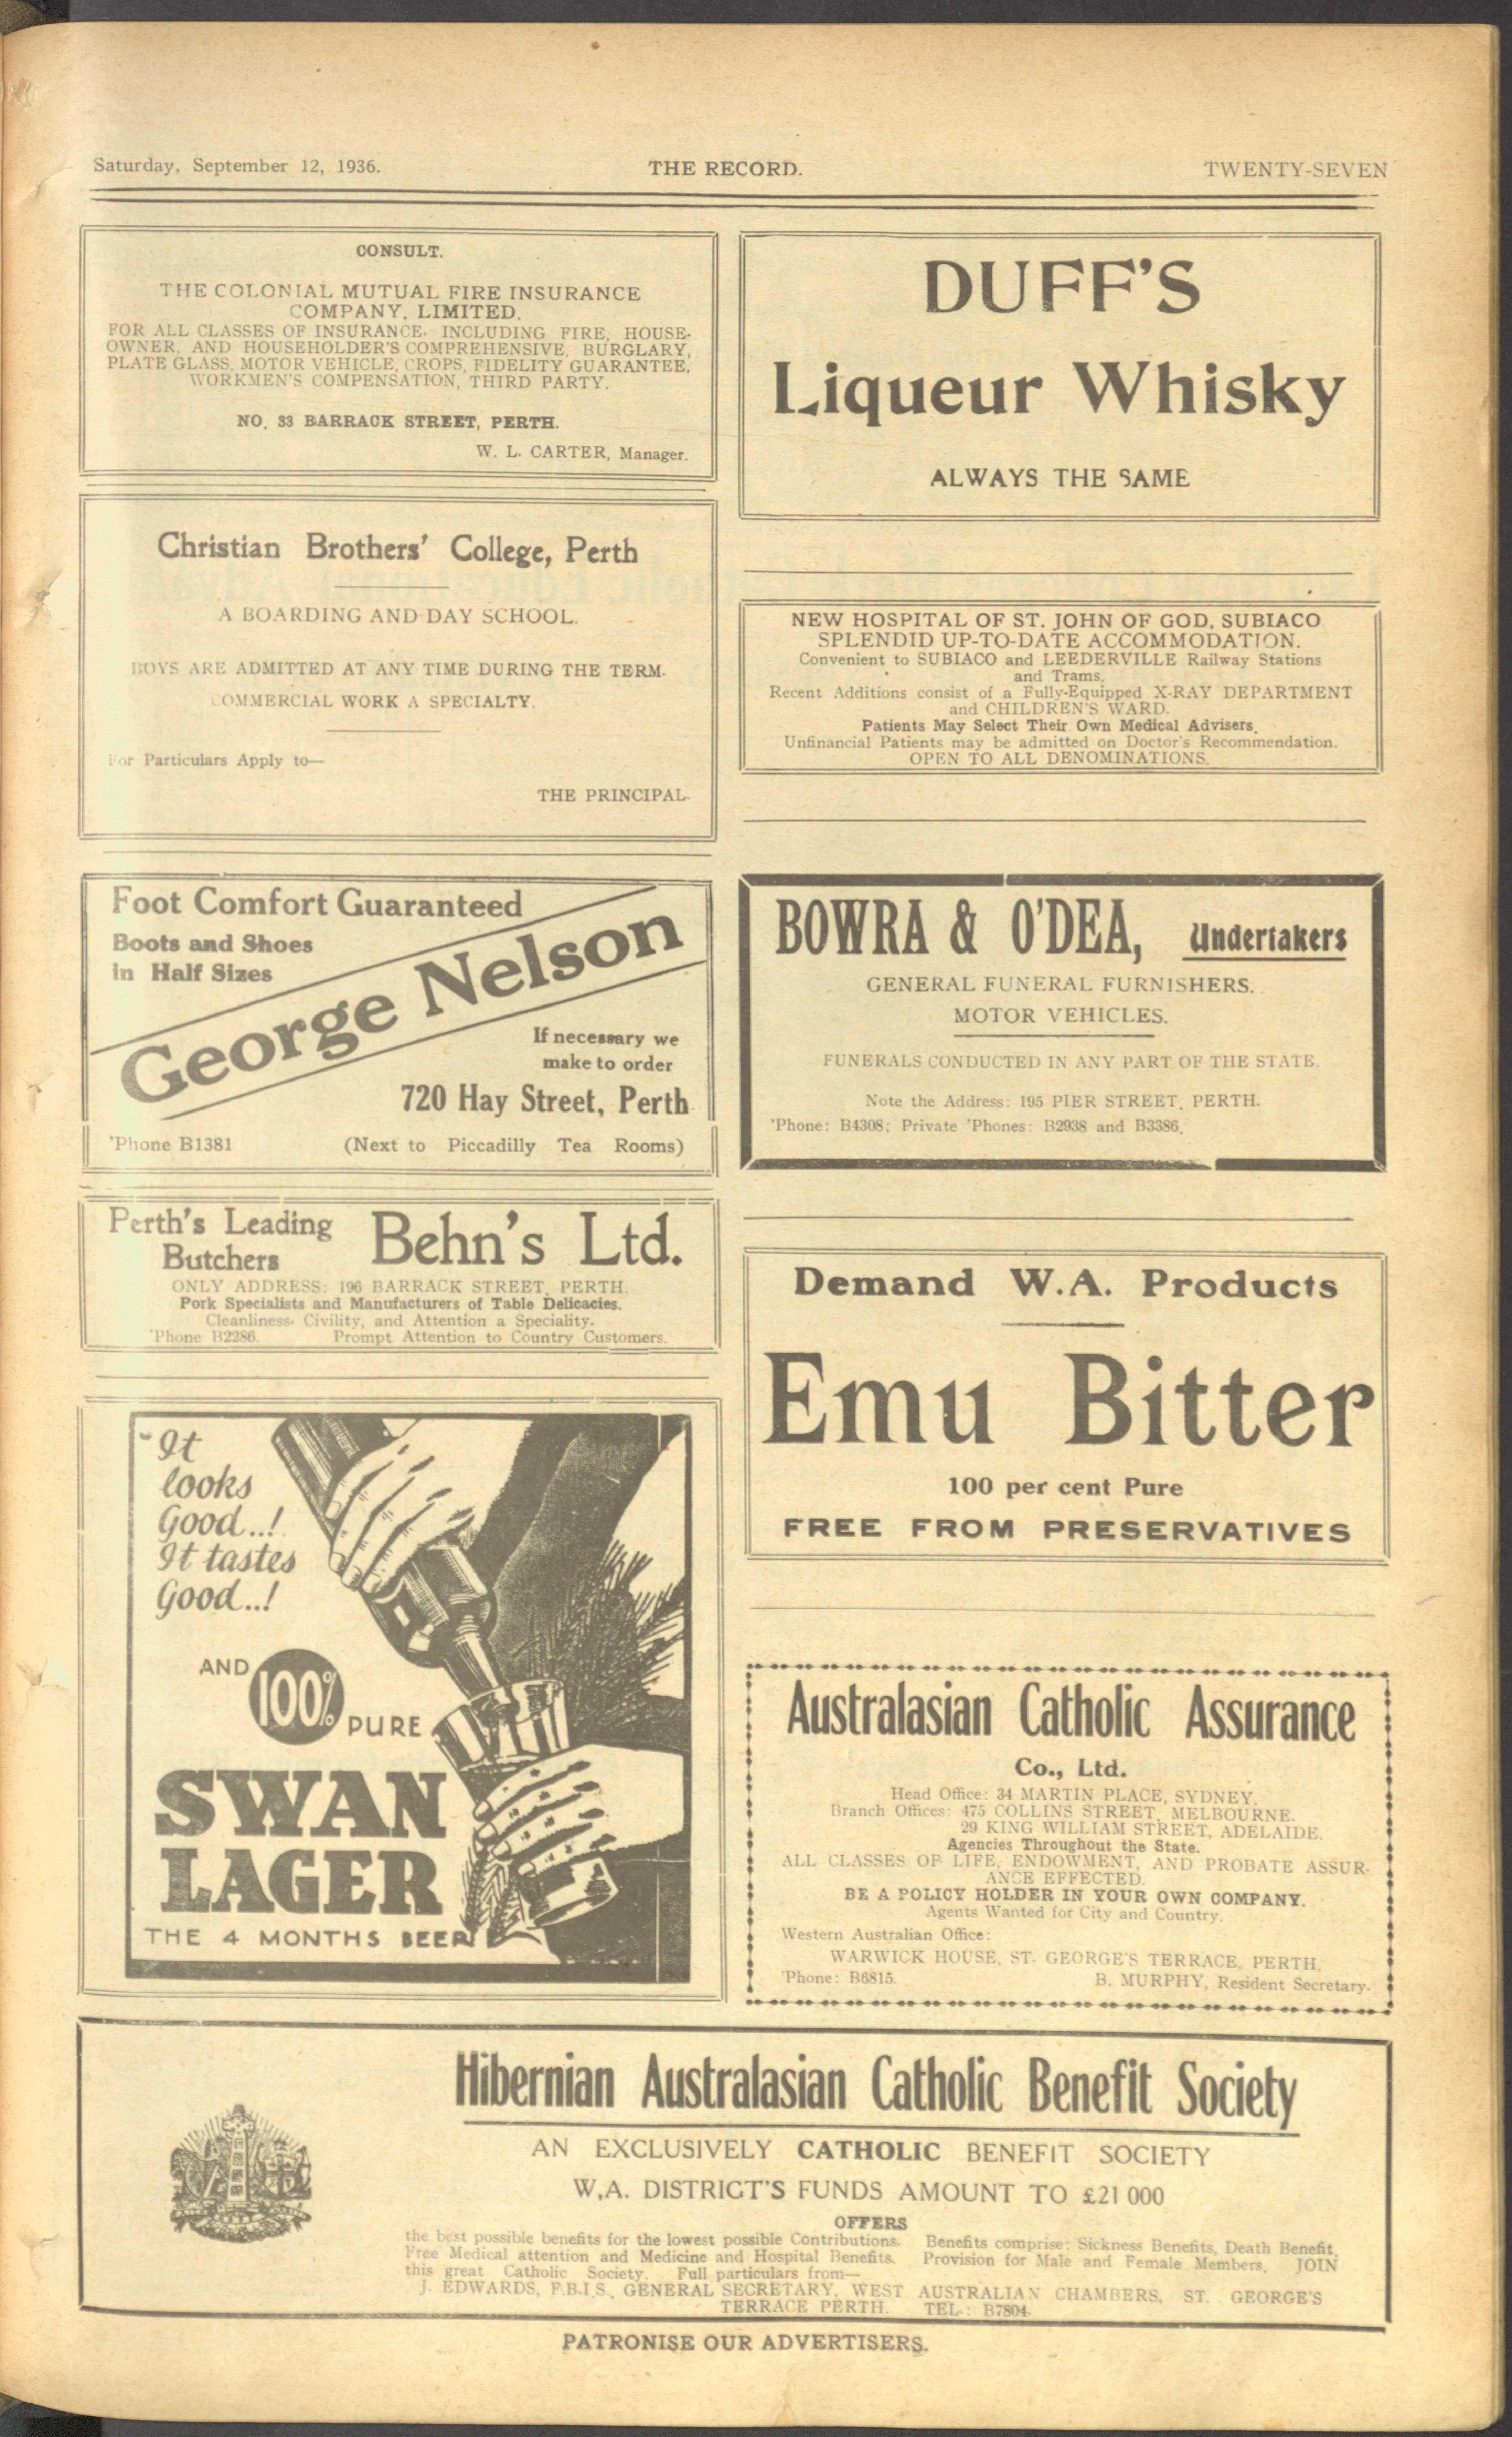 Saturday, September 12, 1936.
THE RECORD.
TWENTY-SEVEN
CONSULT.
THE COLONIAL MUTUAL FIRE INSURANCE
COMPANY, LIMITED.
FOR ALL CLASSES OF INSURANCE. INCLUDING FIRE, HOUSE-
OWNER, AND HOUSEHOLDER'S COMPREHENSIVE, BURGLARY,
PLATE GLASS, MOTOR VEHICLE, CROPS, FIDELITY GUARANTEE,
WORKMEN'S COMPENSATION, THIRD PARTY.
NO. 33 BARRACK STREET, PERTH.
W. L. CARTER, Manager.
Christian Brothers' College, Perth
A BOARDING AND DAY SCHOOL.
BOYS ARE ADMITTED AT ANY TIME DURING THE TERM.
COMMERCIAL WORK A SPECIALTY.
For Particulars Apply to—
THE PRINCIPAL.
Foot Comfort Guaranteed
Boots and Shoes
in Half Sizes
George Nelson
If necessary we
make to order
720 Hay Street, Perth
'Phone B1381 (Next to Piccadilly Tea Rooms)
Perth's Leading
Butchers
Behn's Ltd.
ONLY ADDRESS: 196 BARRACK STREET, PERTH.
Pork Specialists and Manufacturers of Table Delicacies.
Cleanliness. Civility, and Attention a Speciality.
'Phone B2286. Prompt Attention to Country Customers.
"It
looks
Good..!
It tastes
Good..!
AND 100% PURE
SWAN
LAGER
THE 4 MONTHS BEER
DUFF'S
Liqueur Whisky
ALWAYS THE SAME
NEW HOSPITAL OF ST. JOHN OF GOD, SUBIACO
SPLENDID UP-TO-DATE ACCOMMODATION.
Convenient to SUBIACO and LEEDERVILLE Railway Stations
and Trams.
Recent Additions consist of a Fully-Equipped X-RAY DEPARTMENT
and CHILDREN'S WARD.
Patients May Select Their Own Medical Advisers.
Unfinancial Patients may be admitted on Doctor's Recommendation.
OPEN TO ALL DENOMINATIONS.
BOWRA & O'DEA, Undertakers
GENERAL FUNERAL FURNISHERS.
MOTOR VEHICLES.
FUNERALS CONDUCTED IN ANY PART OF THE STATE.
Note the Address: 195 PIER STREET, PERTH.
'Phone: B4308; Private 'Phones: B2938 and B3386.
Demand W.A. Products
Emu Bitter
100 per cent Pure
FREE FROM PRESERVATIVES
Australasian Catholic Assurance
Co., Ltd.
Head Office: 34 MARTIN PLACE, SYDNEY.
Branch Offices: 475 COLLINS STREET, MELBOURNE.
29 KING WILLIAM STREET, ADELAIDE.
Agencies Throughout the State.
ALL CLASSES OF LIFE, ENDOWMENT, AND PROBATE ASSUR-
ANCE EFFECTED.
BE A POLICY HOLDER IN YOUR OWN COMPANY.
Agents Wanted for City and Country.
Western Australian Office:
WARWICK HOUSE, ST. GEORGE'S TERRACE, PERTH.
'Phone: B6815. B. MURPHY, Resident Secretary.
Hibernian Australasian Catholic Benefit Society
AN EXCLUSIVELY CATHOLIC BENEFIT SOCIETY
W.A. DISTRICT'S FUNDS AMOUNT TO £21 000
OFFERS
the best possible benefits for the lowest possible Contributions. Benefits comprise: Sickness Benefits, Death Benefit,
Free Medical attention and Medicine and Hospital Benefits. Provision for Male and Female Members. JOIN
this great Catholic Society. Full particulars from—
J. EDWARDS, F.B.I.S., GENERAL SECRETARY, WEST AUSTRALIAN CHAMBERS, ST. GEORGE'S
TERRACE PERTH. TEL.: B7804.
PATRONISE OUR ADVERTISERS.